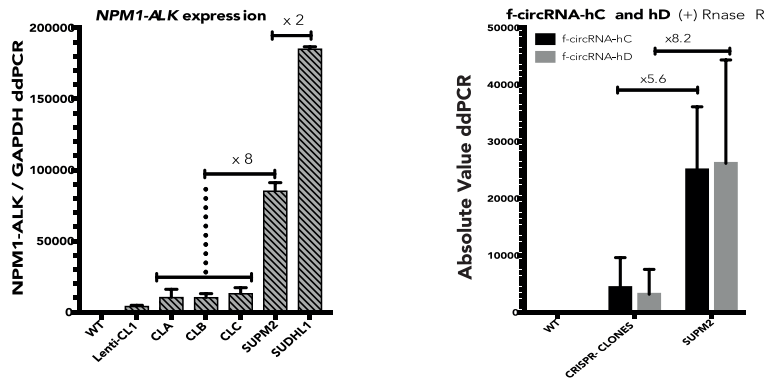 NPM1-ALK expression
x 2
200000
150000
x 8
100000
50000
0
NPM1-ALK / GAPDH ddPCR
WT
Lenti-CL1
CLA
CLB
CLC
SUPM2
SUDHL1
f-circRNA-hC and hD (+) Rnase R
f-circRNA-hC
f-circRNA-hD
x8.2
x5.6
50000
40000
30000
20000
10000
0
Absolute Value ddPCR
WT
CRISPR- CLONES
SUPM2